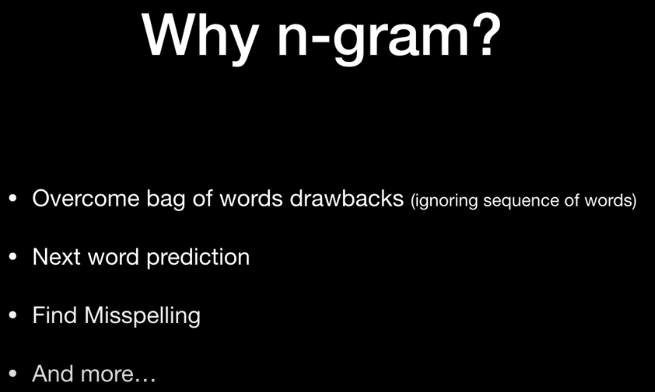 Why n-gram?
• Overcome bag of words drawbacks (ignoring sequence of words)
• Next word prediction
• Find Misspelling
• And more…